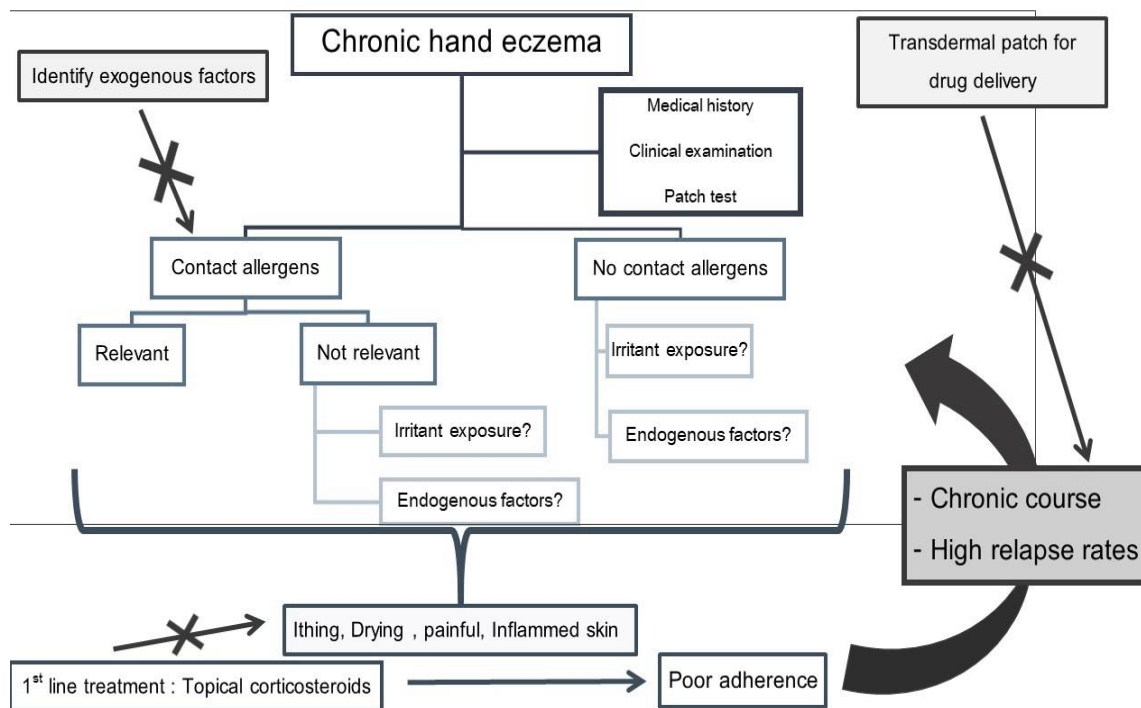 Chronic hand eczema
Identify exogenous factors
Transdermal patch for
drug delivery
Medical history
Clinical examination
Patch test
Contact allergens
No contact allergens
Relevant
Not relevant
Irritant exposure?
Endogenous factors?
Irritant exposure?
Endogenous factors?
- Chronic course
- High relapse rates
Ithing, Drying , painful, Inflammed skin
1st line treatment : Topical corticosteroids
Poor adherence